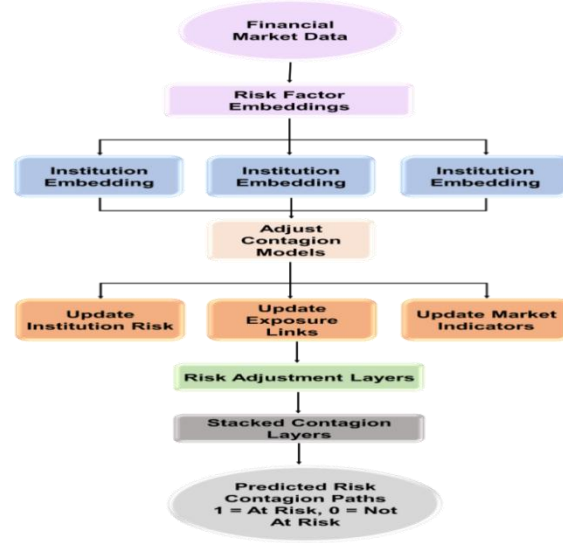 Financial
Market Data
Risk Factor
Embeddings
Institution
Embedding
Institution
Embedding
Institution
Embedding
Adjust
Contagion
Models
Update
Institution Risk
Update
Exposure
Links
Update Market
Indicators
Risk Adjustment Layers
Stacked Contagion
Layers
Predicted Risk
Contagion Paths
1 = At Risk, 0 = Not
At Risk